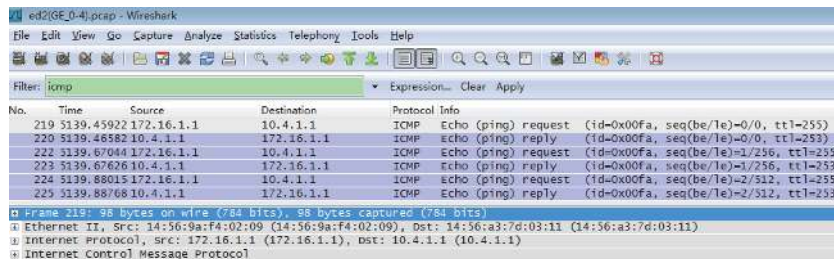 ed2(GE_0-4).pcap - Wireshark
File Edit View Go Capture Analyze Statistics Telephony Tools Help
Filter: icmp Expression... Clear Apply
No. Time Source Destination Protocol Info
219 5139.45922 172.16.1.1 10.4.1.1 ICMP Echo (ping) request (id=0x00fa, seq(be/le)=0/0, ttl=255)
220 5139.46582 10.4.1.1 172.16.1.1 ICMP Echo (ping) reply (id=0x00fa, seq(be/le)=0/0, ttl=253)
222 5139.67044 172.16.1.1 10.4.1.1 ICMP Echo (ping) request (id=0x00fa, seq(be/le)=1/256, ttl=255
223 5139.67626 10.4.1.1 172.16.1.1 ICMP Echo (ping) reply (id=0x00fa, seq(be/le)=1/256, ttl=253
224 5139.88015 172.16.1.1 10.4.1.1 ICMP Echo (ping) request (id=0x00fa, seq(be/le)=2/512, ttl=255
225 5139.88768 10.4.1.1 172.16.1.1 ICMP Echo (ping) reply (id=0x00fa, seq(be/le)=2/512, ttl=253
Frame 219: 98 bytes on wire (784 bits), 98 bytes captured (784 bits)
Ethernet II, Src: 14:56:9a:f4:02:09 (14:56:9a:f4:02:09), Dst: 14:56:a3:7d:03:11 (14:56:a3:7d:03:11)
Internet Protocol, Src: 172.16.1.1 (172.16.1.1), Dst: 10.4.1.1 (10.4.1.1)
Internet Control Message Protocol